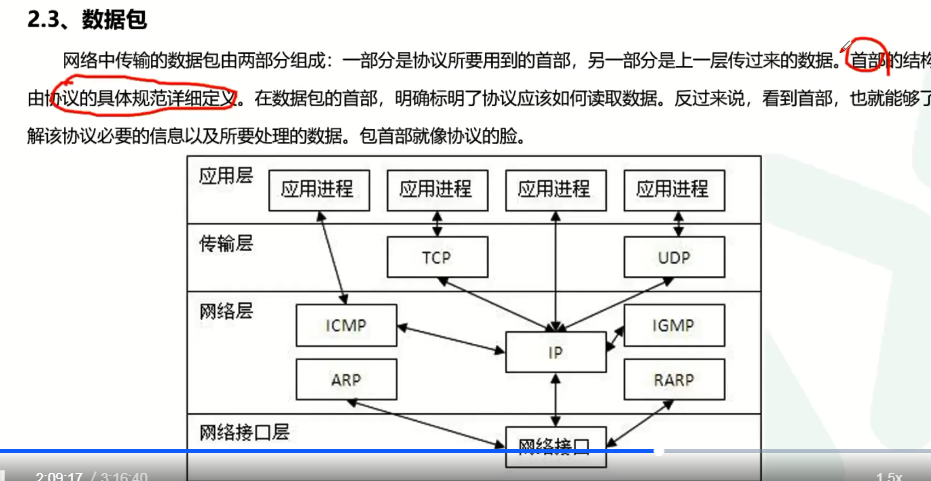 2.3、数据包
网络中传输的数据包由两部分组成：一部分是协议所要用到的首部，另一部分是上一层传过来的数据。首部的结构
由协议的具体规范详细定义。在数据包的首部，明确标明了协议应该如何读取数据。反过来说，看到首部，也就能够了
解该协议必要的信息以及所要处理的数据。包首部就像协议的脸。
应用层
应用进程
应用进程
应用进程
应用进程
传输层
TCP
UDP
网络层
ICMP
IP
IGMP
ARP
RARP
网络接口层
网络接口
2:09:17 / 3:16:40
1.5x